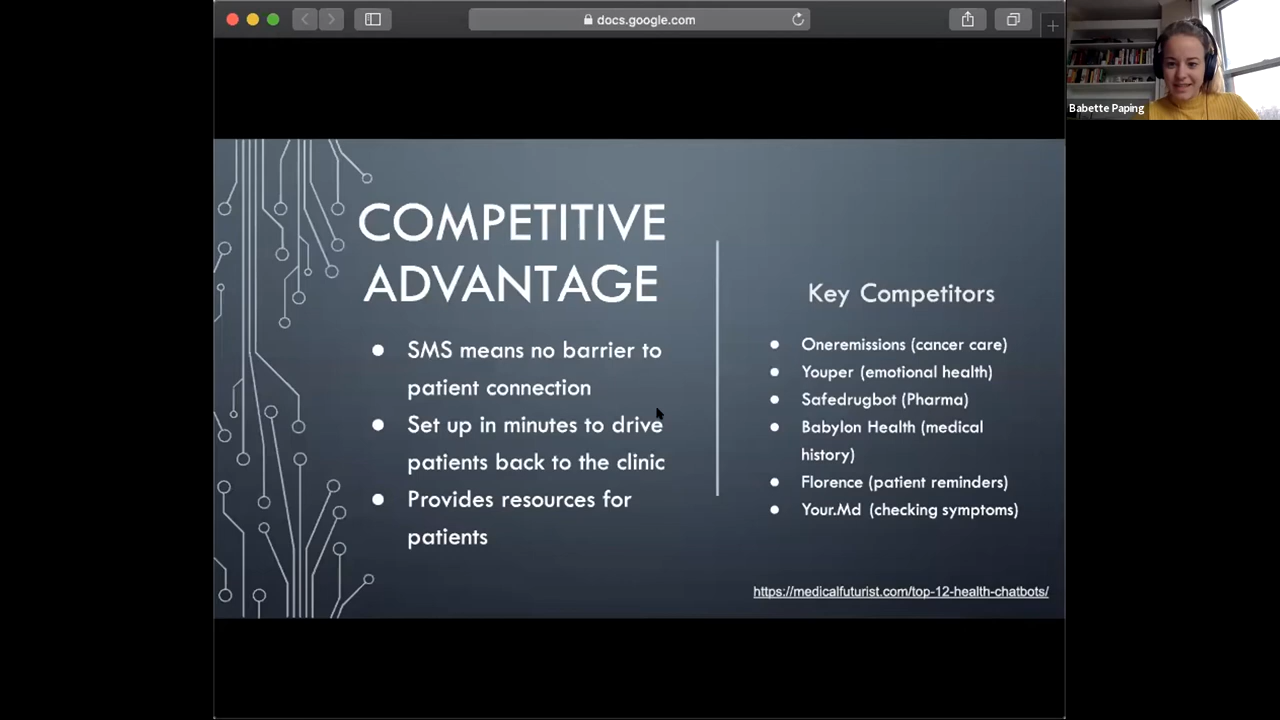 docs.google.com
Babette Paping
COMPETITIVE
ADVANTAGE
● SMS means no barrier to
patient connection
● Set up in minutes to drive
patients back to the clinic
● Provides resources for
patients
Key Competitors
● Oneremissions (cancer care)
● Youper (emotional health)
● Safedrugbot (Pharma)
● Babylon Health (medical
history)
● Florence (patient reminders)
● Your.Md (checking symptoms)
https://medicalfuturist.com/top-12-health-chatbots/